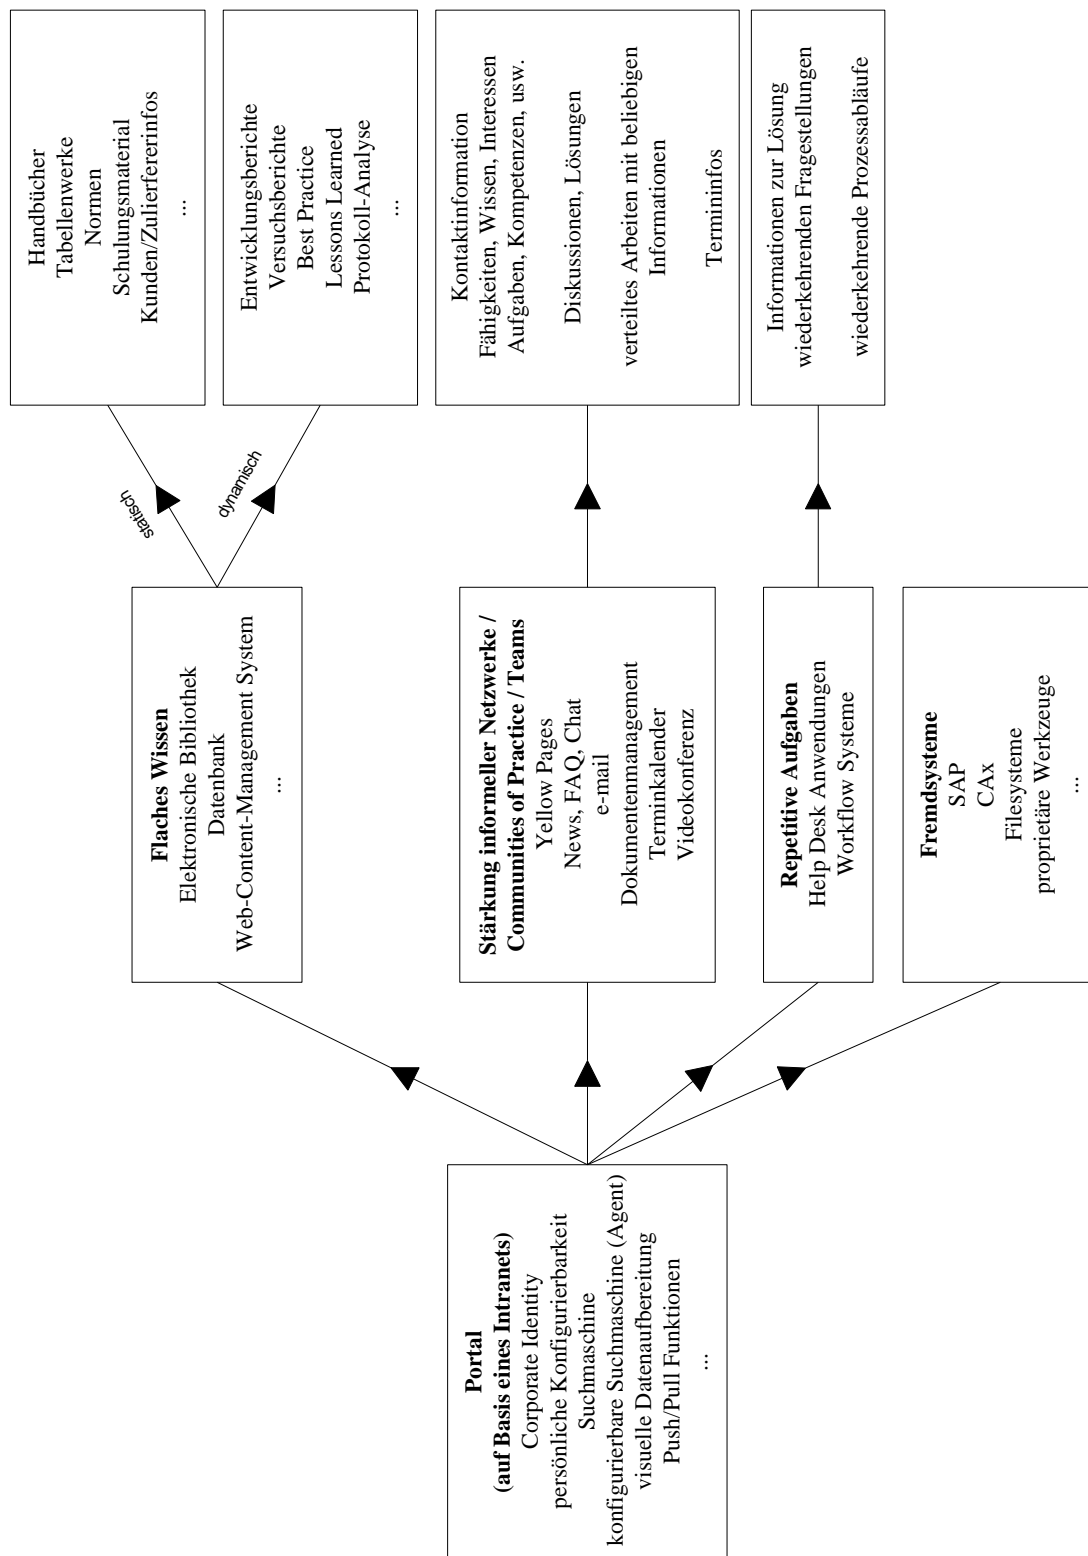 Portal
(auf Basis eines Intranets)
Corporate Identity
persönliche Konfigurierbarkeit
Suchmaschine
konfigurierbare Suchmaschine (Agent)
visuelle Datenaufbereitung
Push/Pull Funktionen
...
Flaches Wissen
Elektronische Bibliothek
Datenbank
Web-Content-Management System
...
Stärkung informeller Netzwerke /
Communities of Practice / Teams
Yellow Pages
News, FAQ, Chat
e-mail
Dokumentenmanagement
Terminkalender
Videokonferenz
Repetitive Aufgaben
Help Desk Anwendungen
Workflow Systeme
Fremdsysteme
SAP
CAx
Filesysteme
proprietäre Werkzeuge
...
statisch
dynamisch
Handbücher
Tabellenwerke
Normen
Schulungsmaterial
Kunden/Zulierfererinfos
...
Entwicklungsberichte
Versuchsberichte
Best Practice
Lessons Learned
Protokoll-Analyse
...
Kontaktinformation
Fähigkeiten, Wissen, Interessen
Aufgaben, Kompetenzen, usw.
Diskussionen, Lösungen
verteiltes Arbeiten mit beliebigen
Informationen
Termininfos
Informationen zur Lösung
wiederkehrenden Fragestellungen
wiederkehrende Prozessabläufe